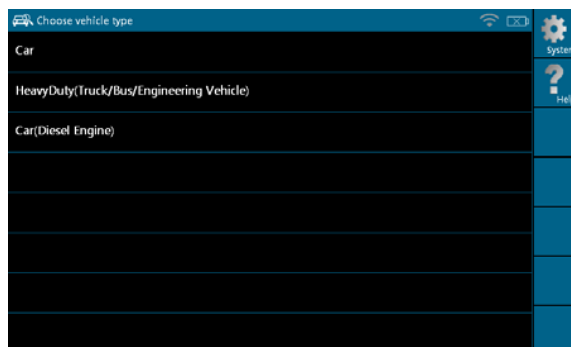 Choose vehicle type
Car
System
HeavyDuty(Truck/Bus/Engineering Vehicle)
Hel
Car(Diesel Engine)